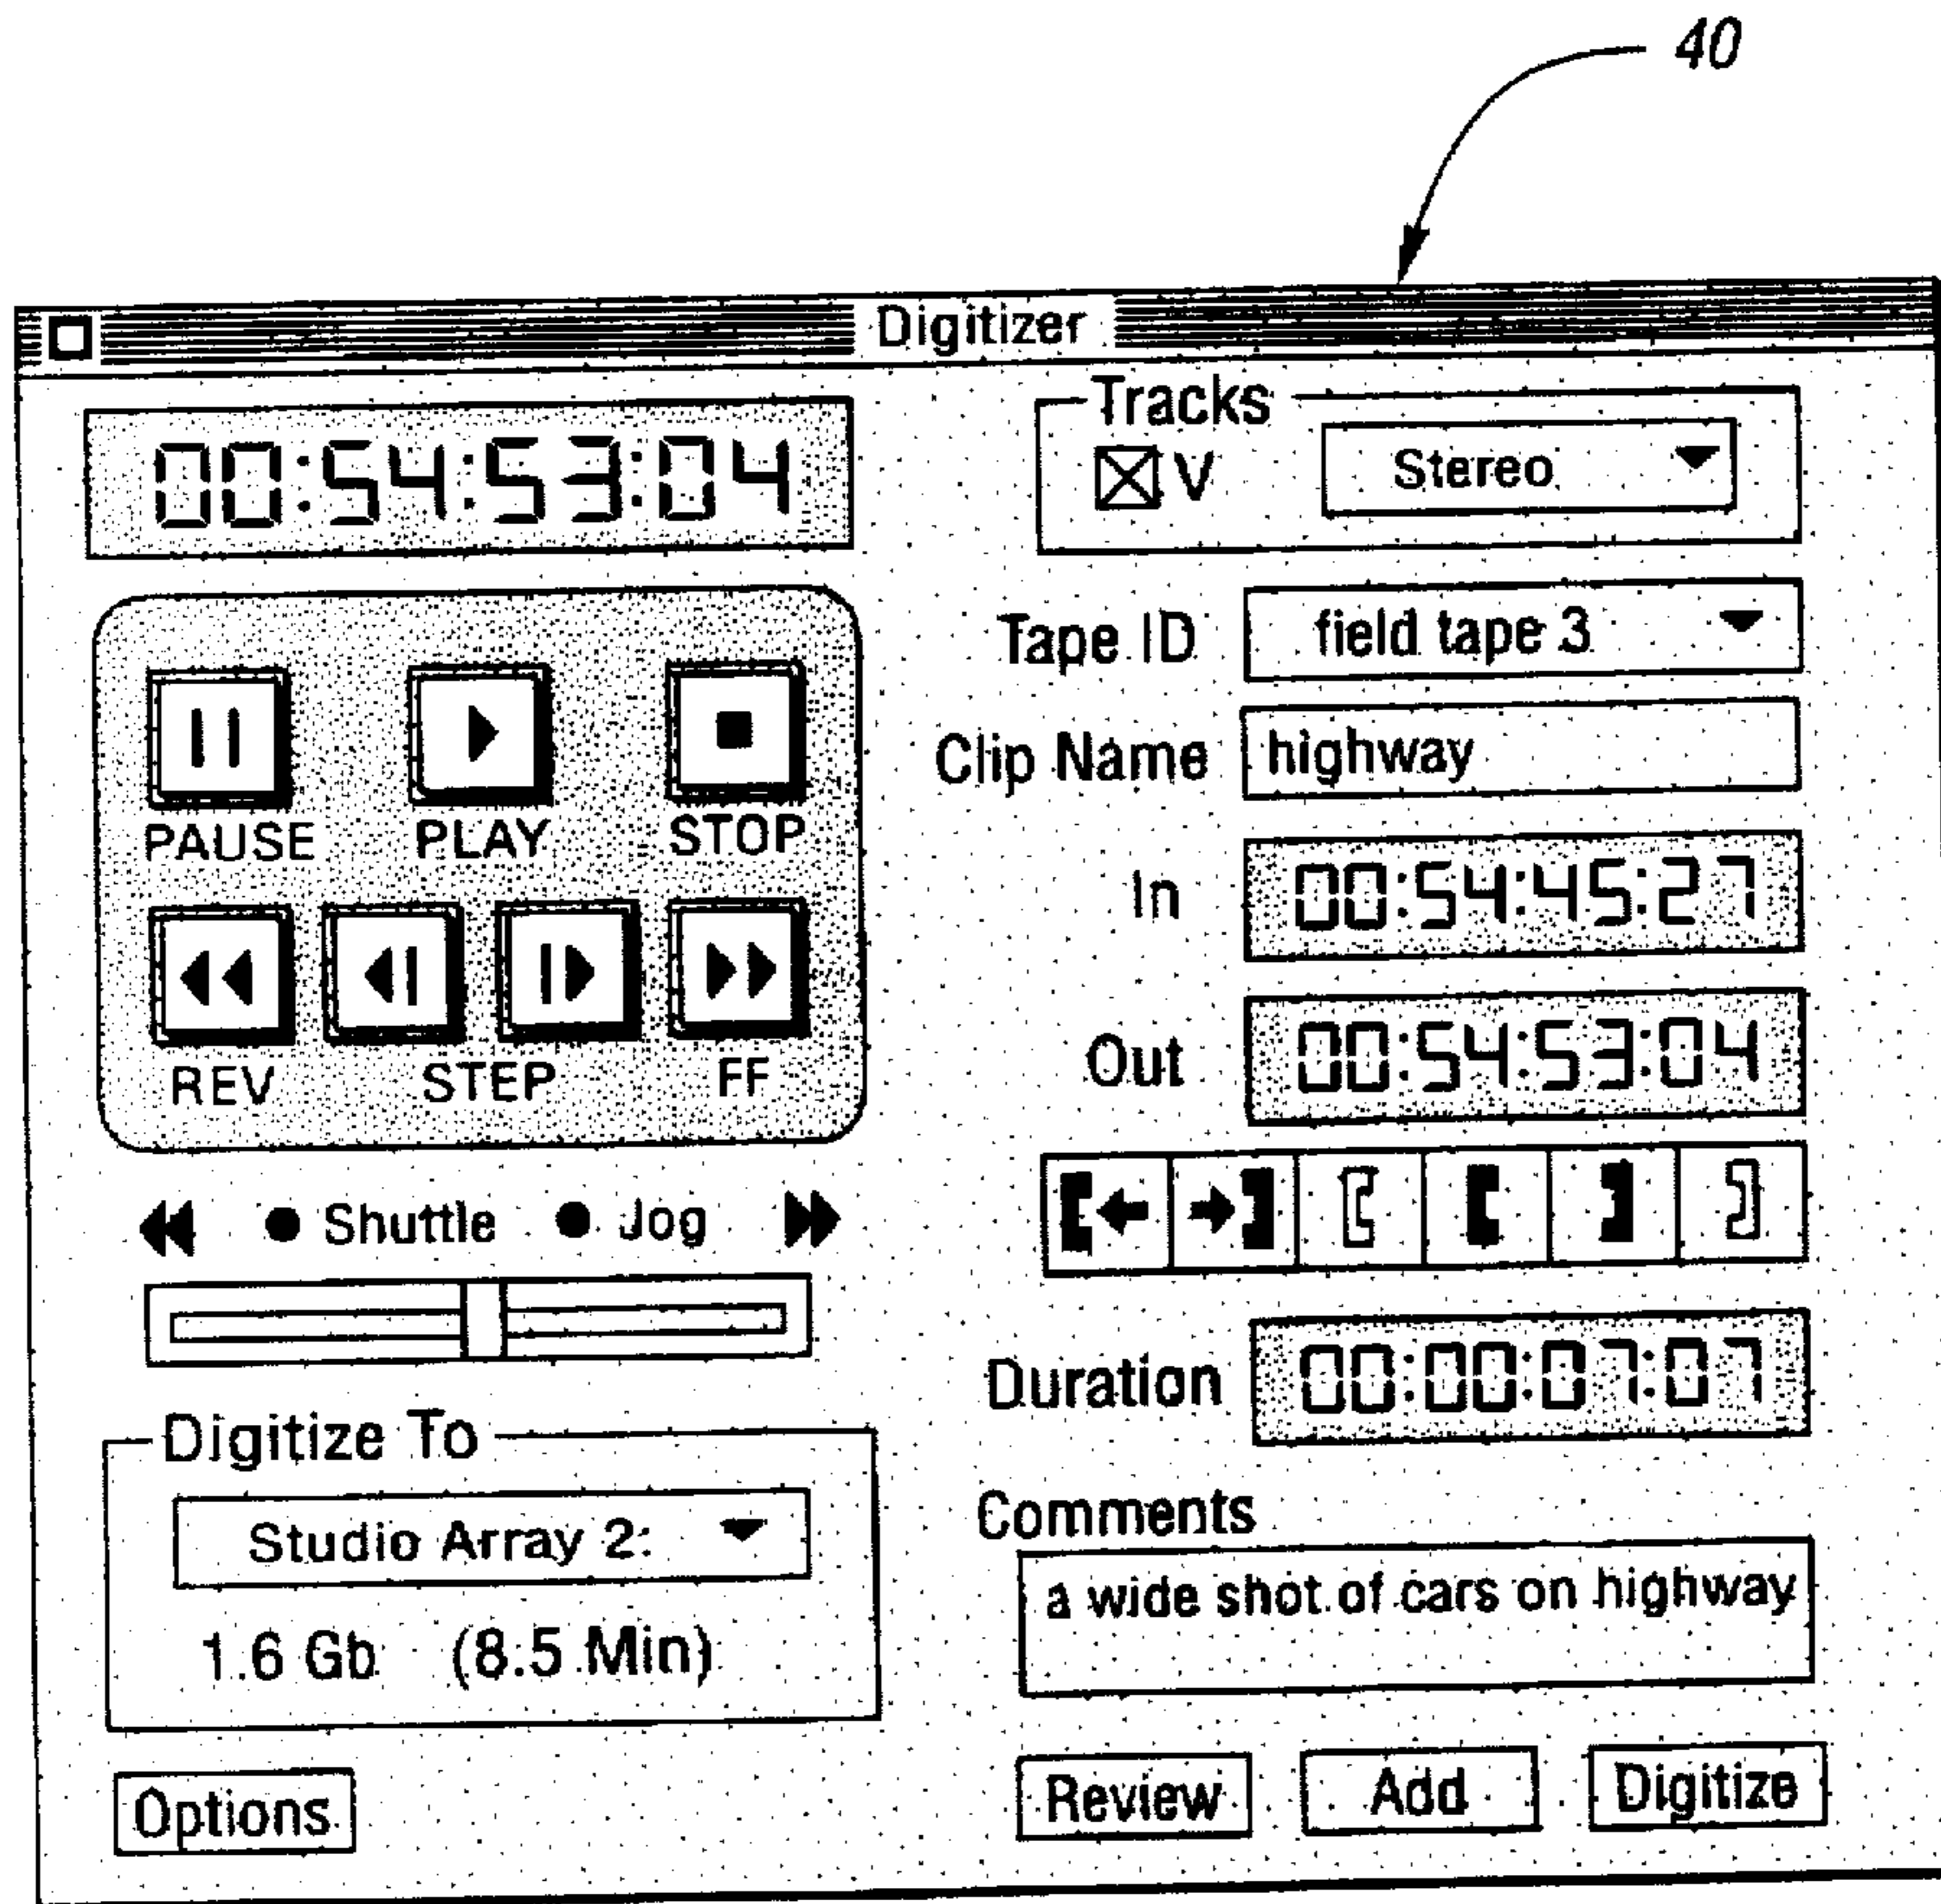 40
Digitizer
00:54:53:04
PAUSE PLAY STOP
REV STEP FF
Shuttle Jog
Digitize To
Studio Array 2:
1.6 Gb (8.5 Min)
Options
Tracks
V Stereo
Tape ID field tape 3
Clip Name highway
In 00:54:45:27
Out 00:54:53:04
Duration 00:00:07:07
Comments
a wide shot of cars on highway
Review Add Digitize